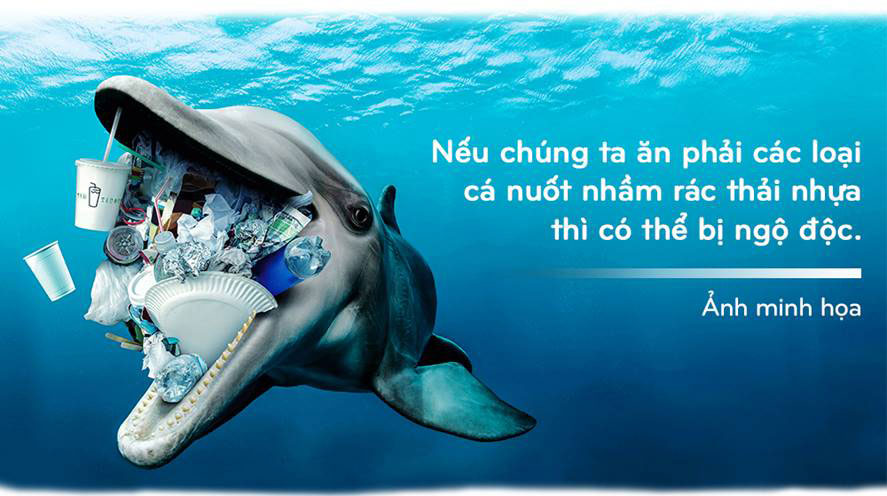 Nếu chúng ta ăn phải các loại
cá nuốt nhầm rác thải nhựa
thì có thể bị ngộ độc.
Ảnh minh họa